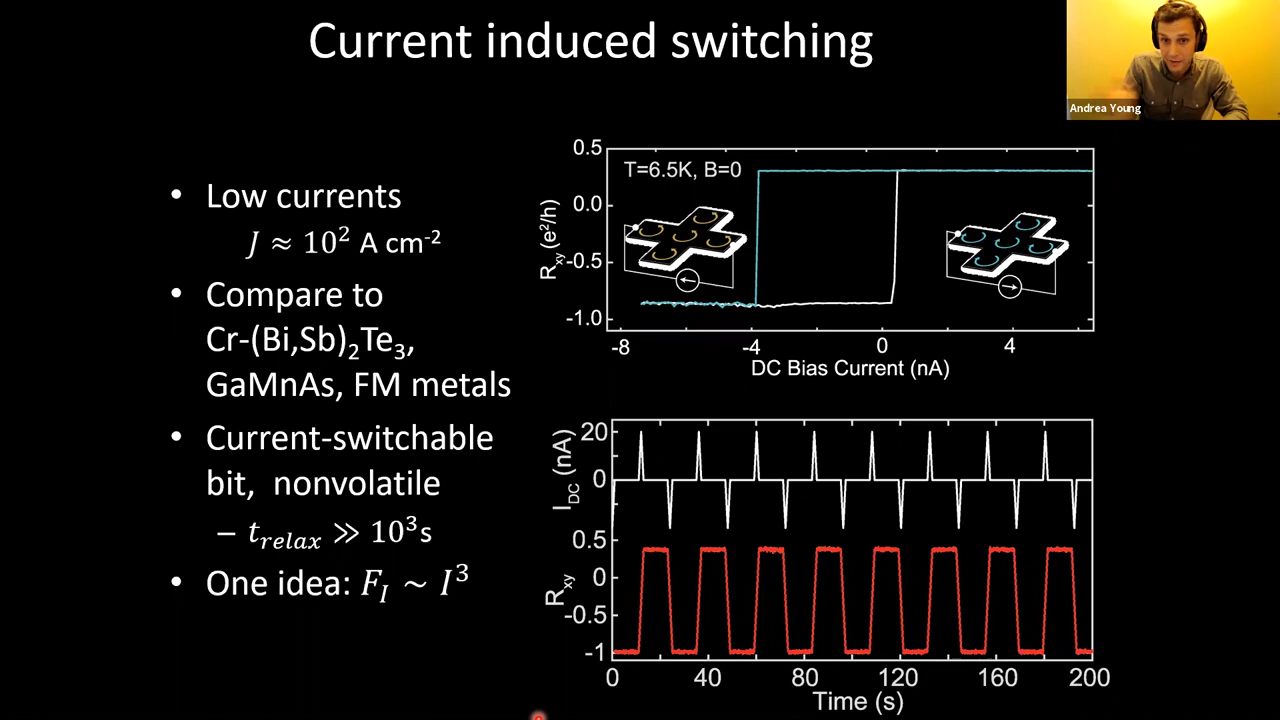 Current induced switching
Andrea Young
• Low currents
J ≈ 10² A cm⁻²
• Compare to
Cr-(Bi,Sb)₂Te₃,
GaMnAs, FM metals
• Current-switchable
bit, nonvolatile
– t_relax ≫ 10³s
• One idea: F_I ~ I³
T=6.5K, B=0
R_xy (e²/h)
0.5
0.0
-0.5
-1.0
-8 -4 0 4
DC Bias Current (nA)
I_DC (nA)
20
0
R_xy
0.5
0
-0.5
-1
0 40 80 120 160 200
Time (s)